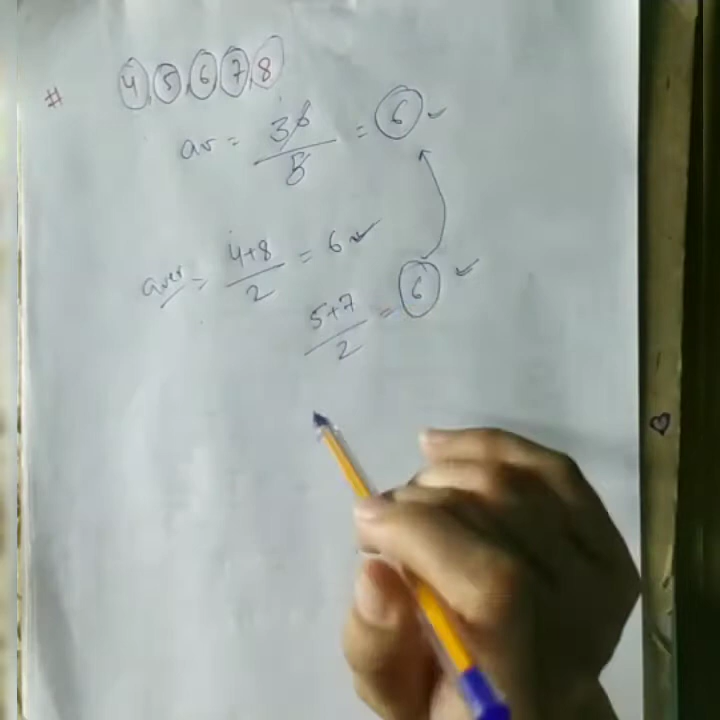 # 4, 5, 6, 7, 8
av = 30/5 = 6 ✓
aver = 4+8/2 = 6 ✓
5+7/2 = 6 ✓